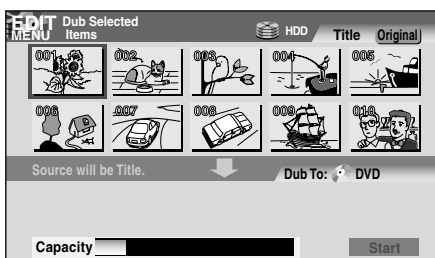 EDIT Dub Selected HDD Title Original
MENU Items
001 002 003 004 005
006 007 008 009 010
Source will be Title. Dub To: DVD
Capacity Start